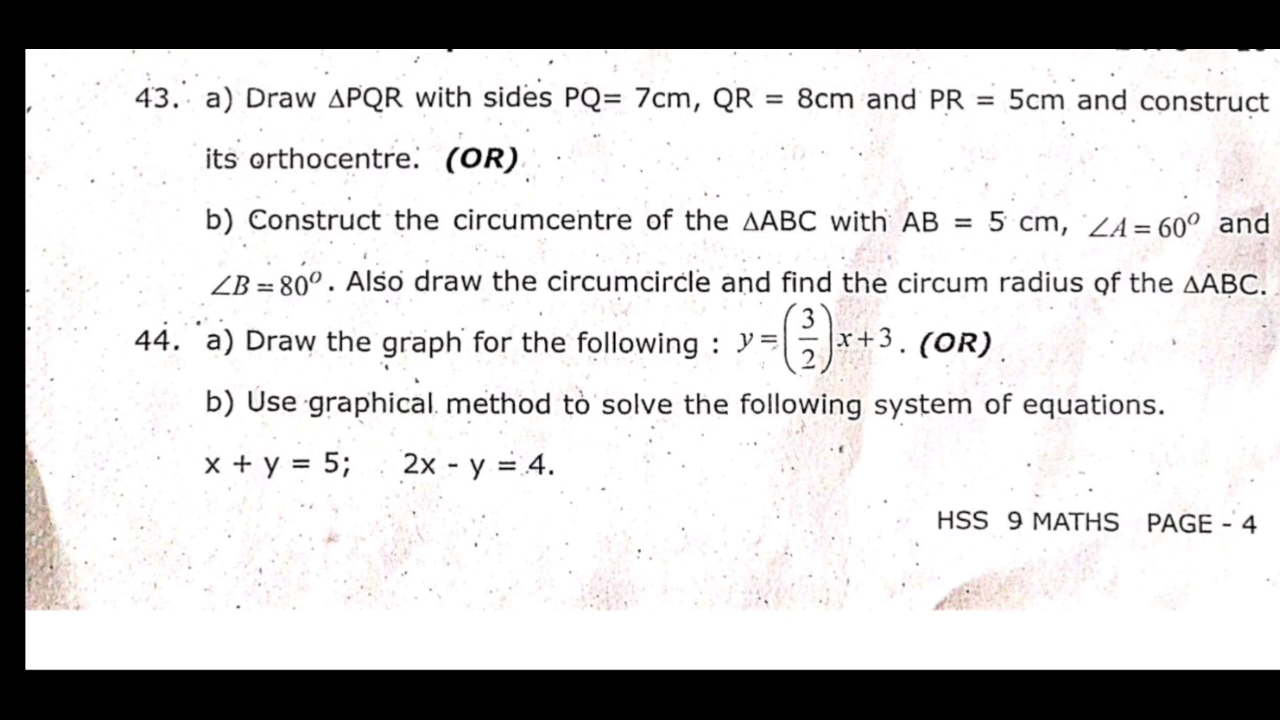 43. a) Draw ΔPQR with sides PQ= 7cm, QR = 8cm and PR = 5cm and construct
its orthocentre. (OR)
b) Construct the circumcentre of the ΔABC with AB = 5 cm, ∠A = 60⁰ and
∠B = 80⁰. Also draw the circumcircle and find the circum radius of the ΔABC.
44. a) Draw the graph for the following : y = (3/2)x+3. (OR)
b) Use graphical method to solve the following system of equations.
x + y = 5; 2x - y = 4.
HSS 9 MATHS PAGE - 4